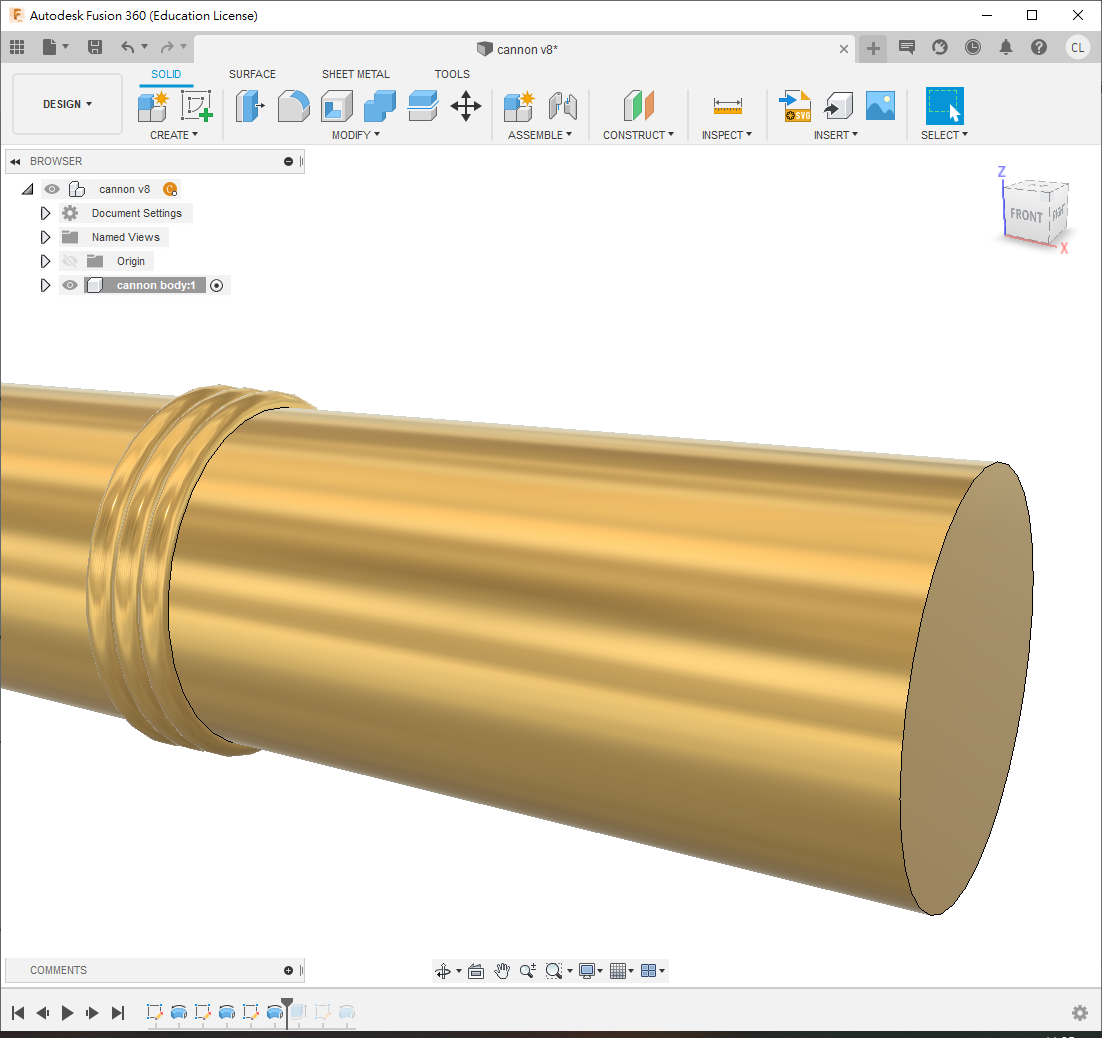 Autodesk Fusion 360 (Education License)
cannon v8*
CL
DESIGN
SOLID SURFACE SHEET METAL TOOLS
SVG
CREATE MODIFY ASSEMBLE CONSTRUCT INSPECT INSERT SELECT
BROWSER
cannon v8
Document Settings
Named Views
Origin
cannon body:1
Z
FRONT RIGHT
X
COMMENTS